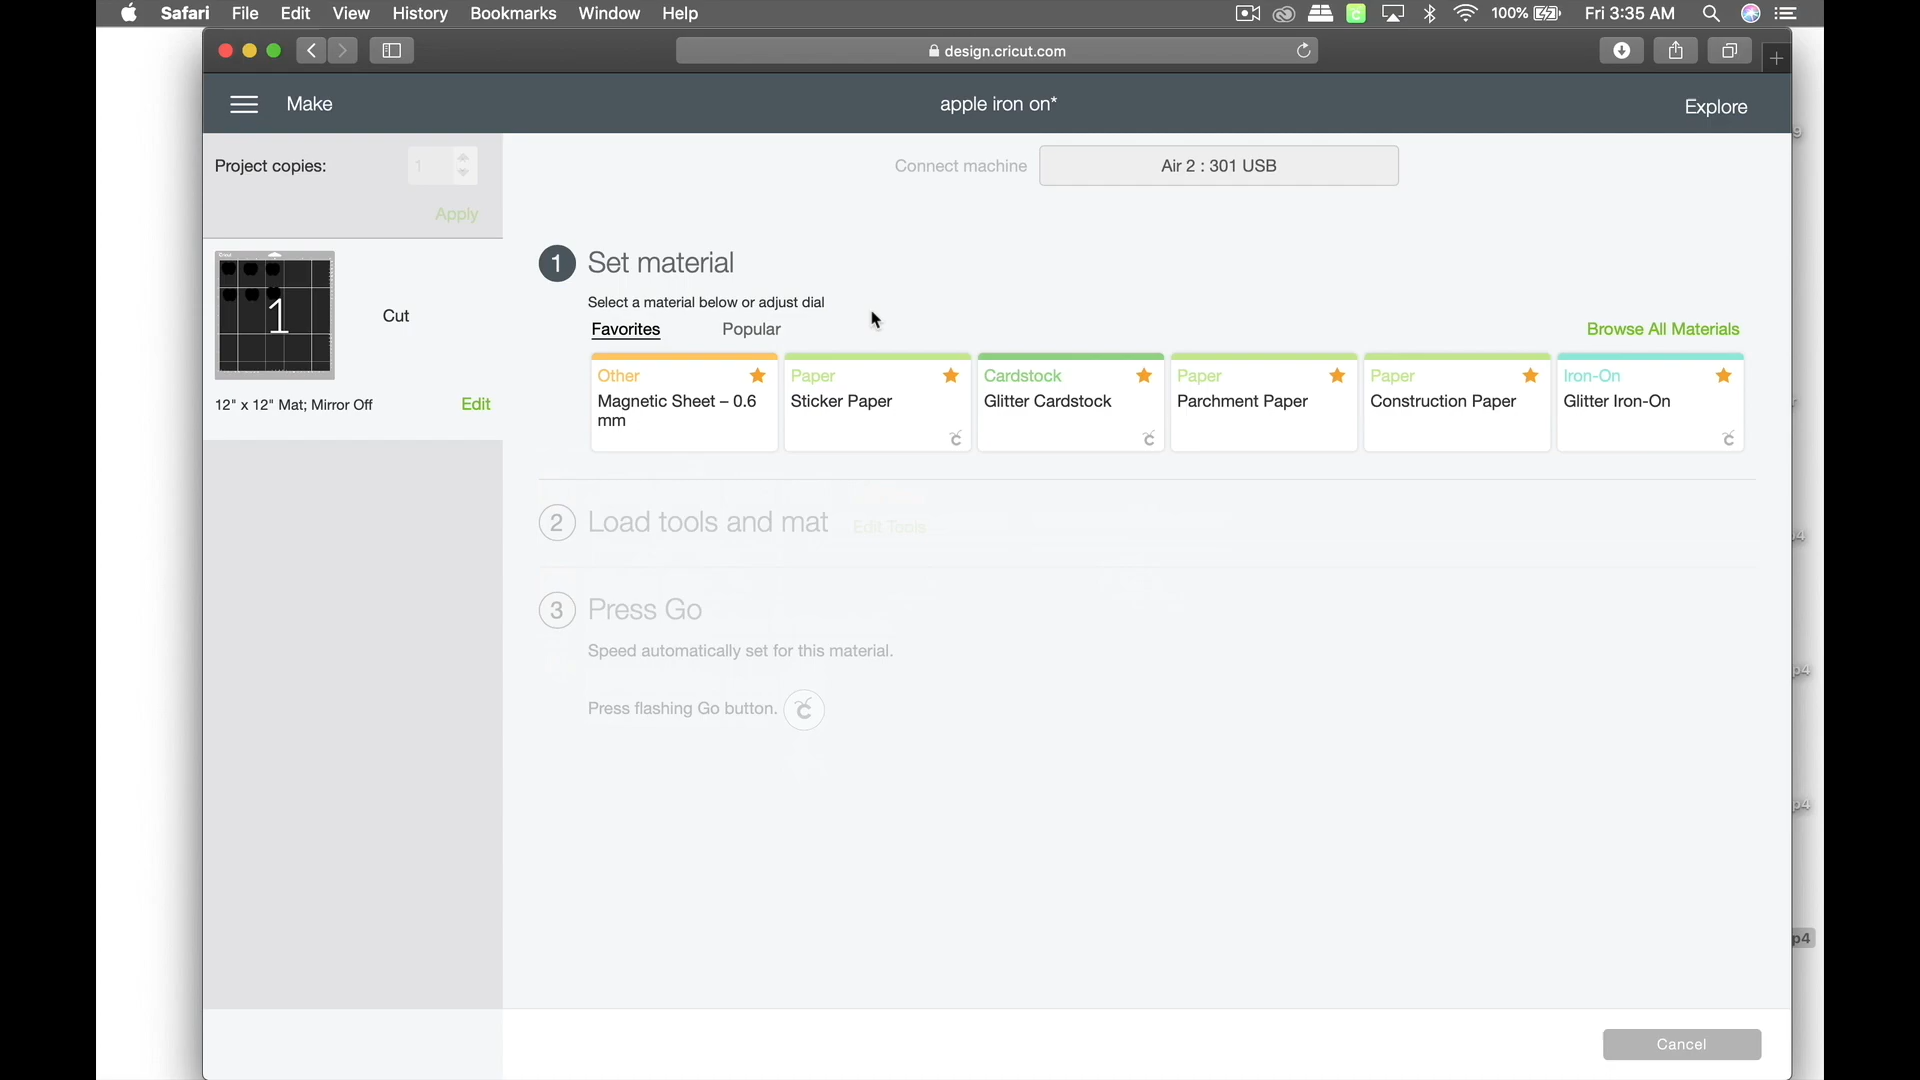 Safari File Edit View History Bookmarks Window Help 100% Fri 3:35 AM
design.cricut.com
Make apple iron on* Explore
Project copies: 1
Apply
Connect machine Air 2 : 301 USB
1 Set material
Select a material below or adjust dial
Favorites Popular Browse All Materials
Other
Magnetic Sheet – 0.6
mm
Paper
Sticker Paper
Cardstock
Glitter Cardstock
Paper
Parchment Paper
Paper
Construction Paper
Iron-On
Glitter Iron-On
1
Cut
12" x 12" Mat; Mirror Off Edit
2 Load tools and mat Edit Tools
3 Press Go
Speed automatically set for this material.
Press flashing Go button.
Cancel
p4
p4
p4